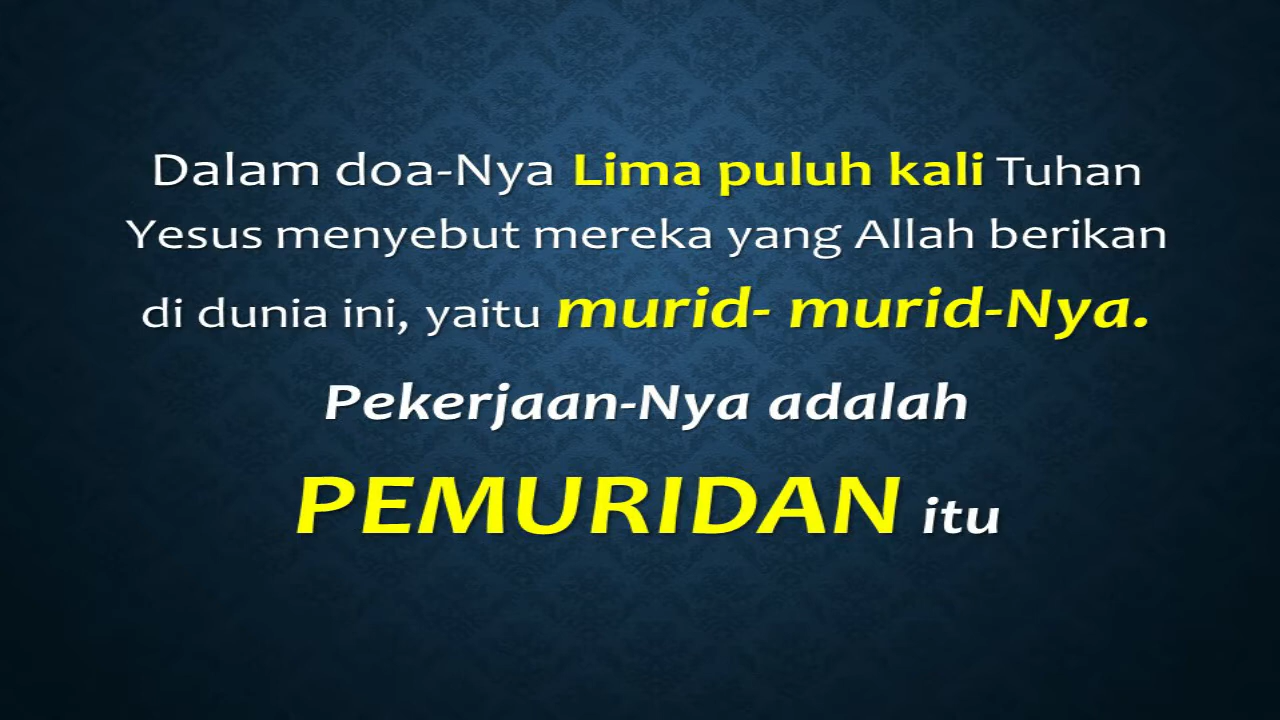 Dalam doa-Nya Lima puluh kali Tuhan
Yesus menyebut mereka yang Allah berikan
di dunia ini, yaitu murid- murid-Nya.
Pekerjaan-Nya adalah
PEMURIDAN itu